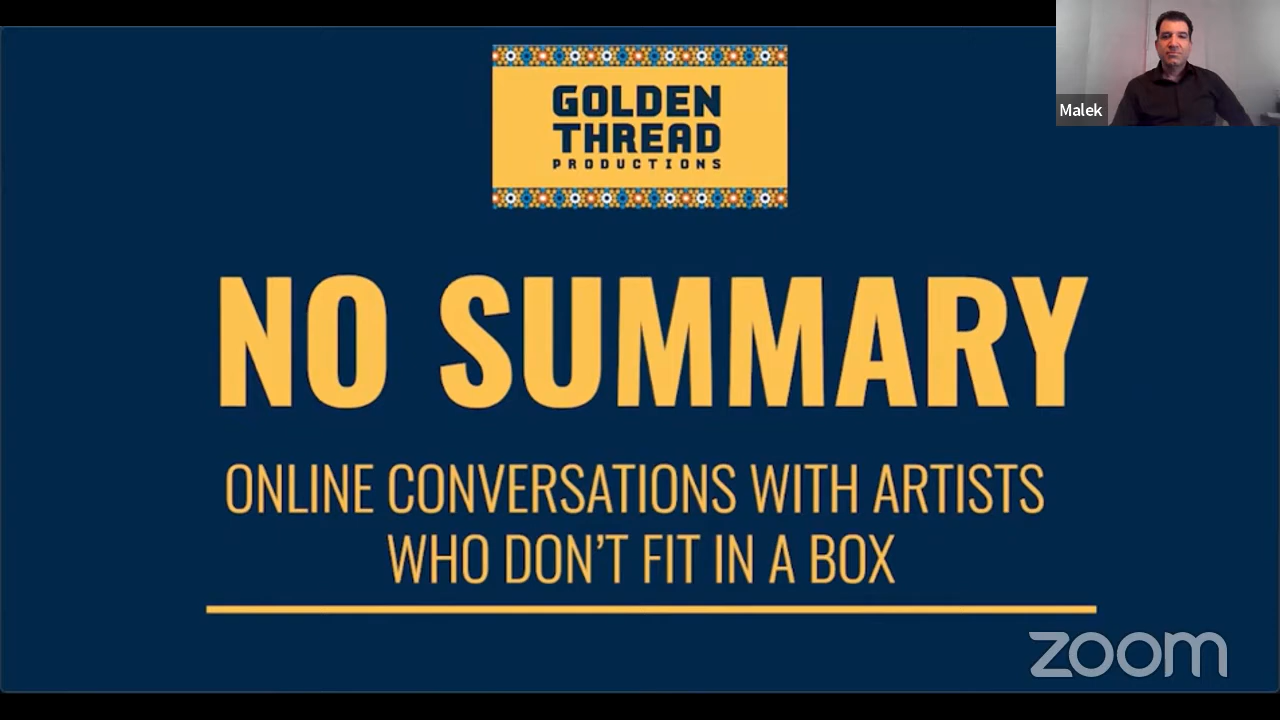 GOLDEN
THREAD
PRODUCTIONS
Malek
NO SUMMARY
ONLINE CONVERSATIONS WITH ARTISTS
WHO DON'T FIT IN A BOX
zoom